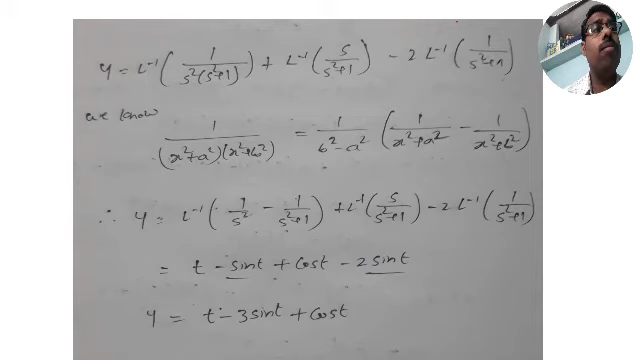 y = L⁻¹(1/(s²(s²+1))) + L⁻¹(s/(s²+1)) - 2 L⁻¹(1/(s²+1))
we know
1/((x²+a²)(x²+b²)) = 1/(b²-a²) (1/(x²+a²) - 1/(x²+b²))
∴ y = L⁻¹(1/s² - 1/(s²+1)) + L⁻¹(s/(s²+1)) - 2 L⁻¹(1/(s²+1))
= t - sint + cost - 2 sint
y = t - 3 sint + cost